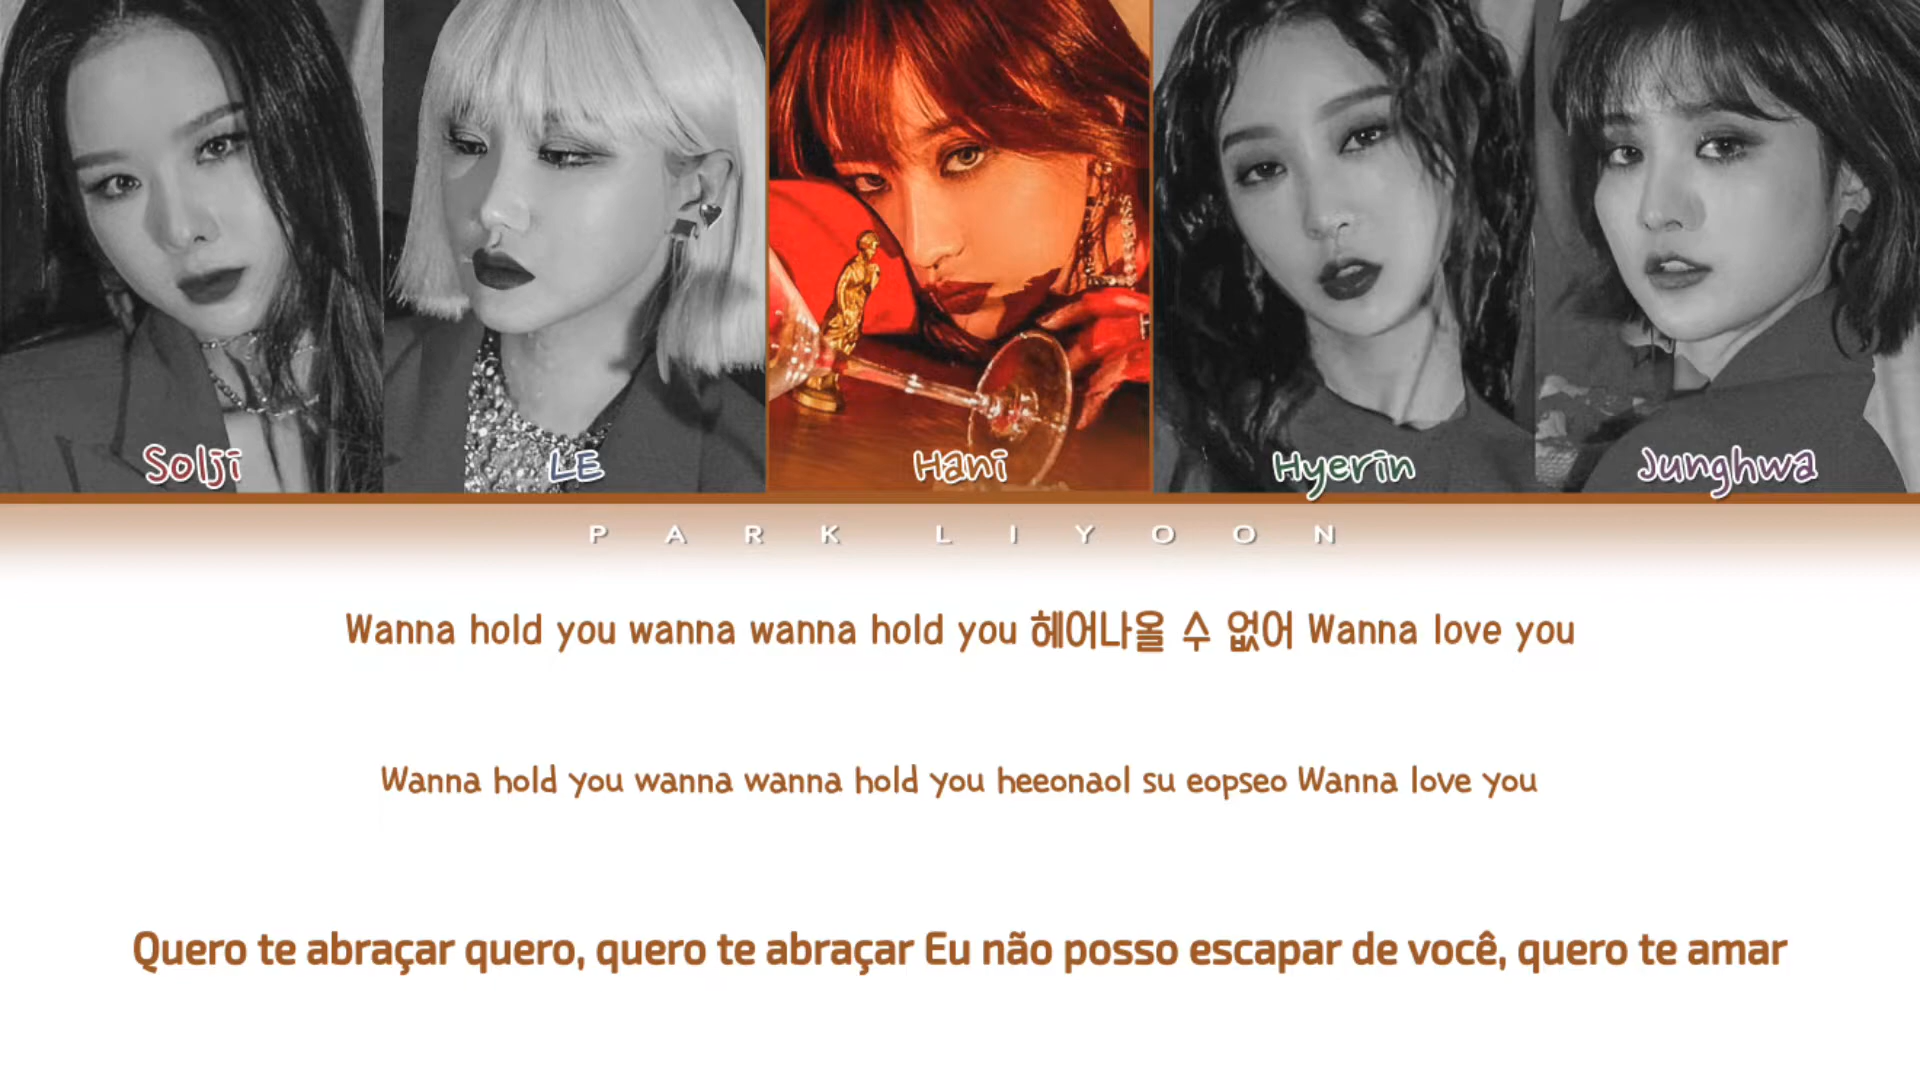 Solji
LE
Hani
Hyerin
Junghwa
PARK LIYOON
Wanna hold you wanna wanna hold you 헤어나올 수 없어 Wanna love you
Wanna hold you wanna wanna hold you heeonaol su eopseo Wanna love you
Quero te abraçar quero, quero te abraçar Eu não posso escapar de você, quero te amar